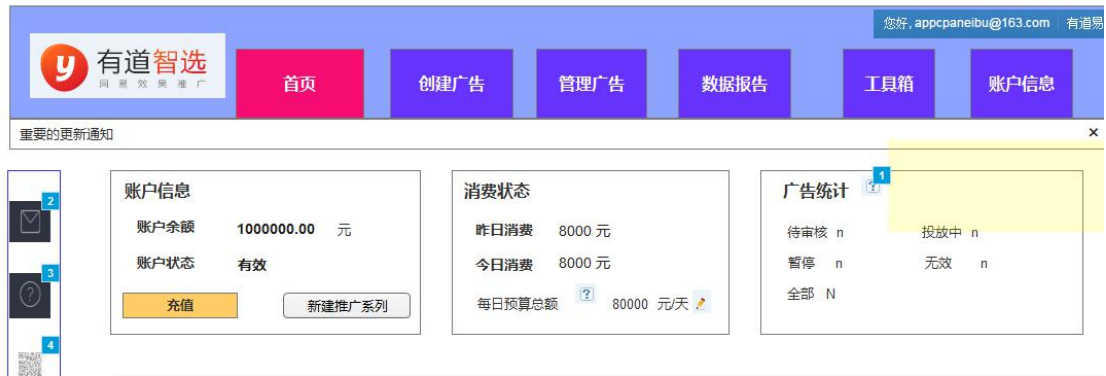 您好, appcpaneibu@163.com 有道易
有道智选
网易效果推广
首页 创建广告 管理广告 数据报告 工具箱 账户信息
重要的更新通知 ×
账户信息
账户余额 1000000.00 元
账户状态 有效
充值 新建推广系列
消费状态
昨日消费 8000 元
今日消费 8000 元
每日预算总额 ? 80000 元/天
广告统计 ? 1
待审核 n 投放中 n
暂停 n 无效 n
全部 N
2
3
?
4